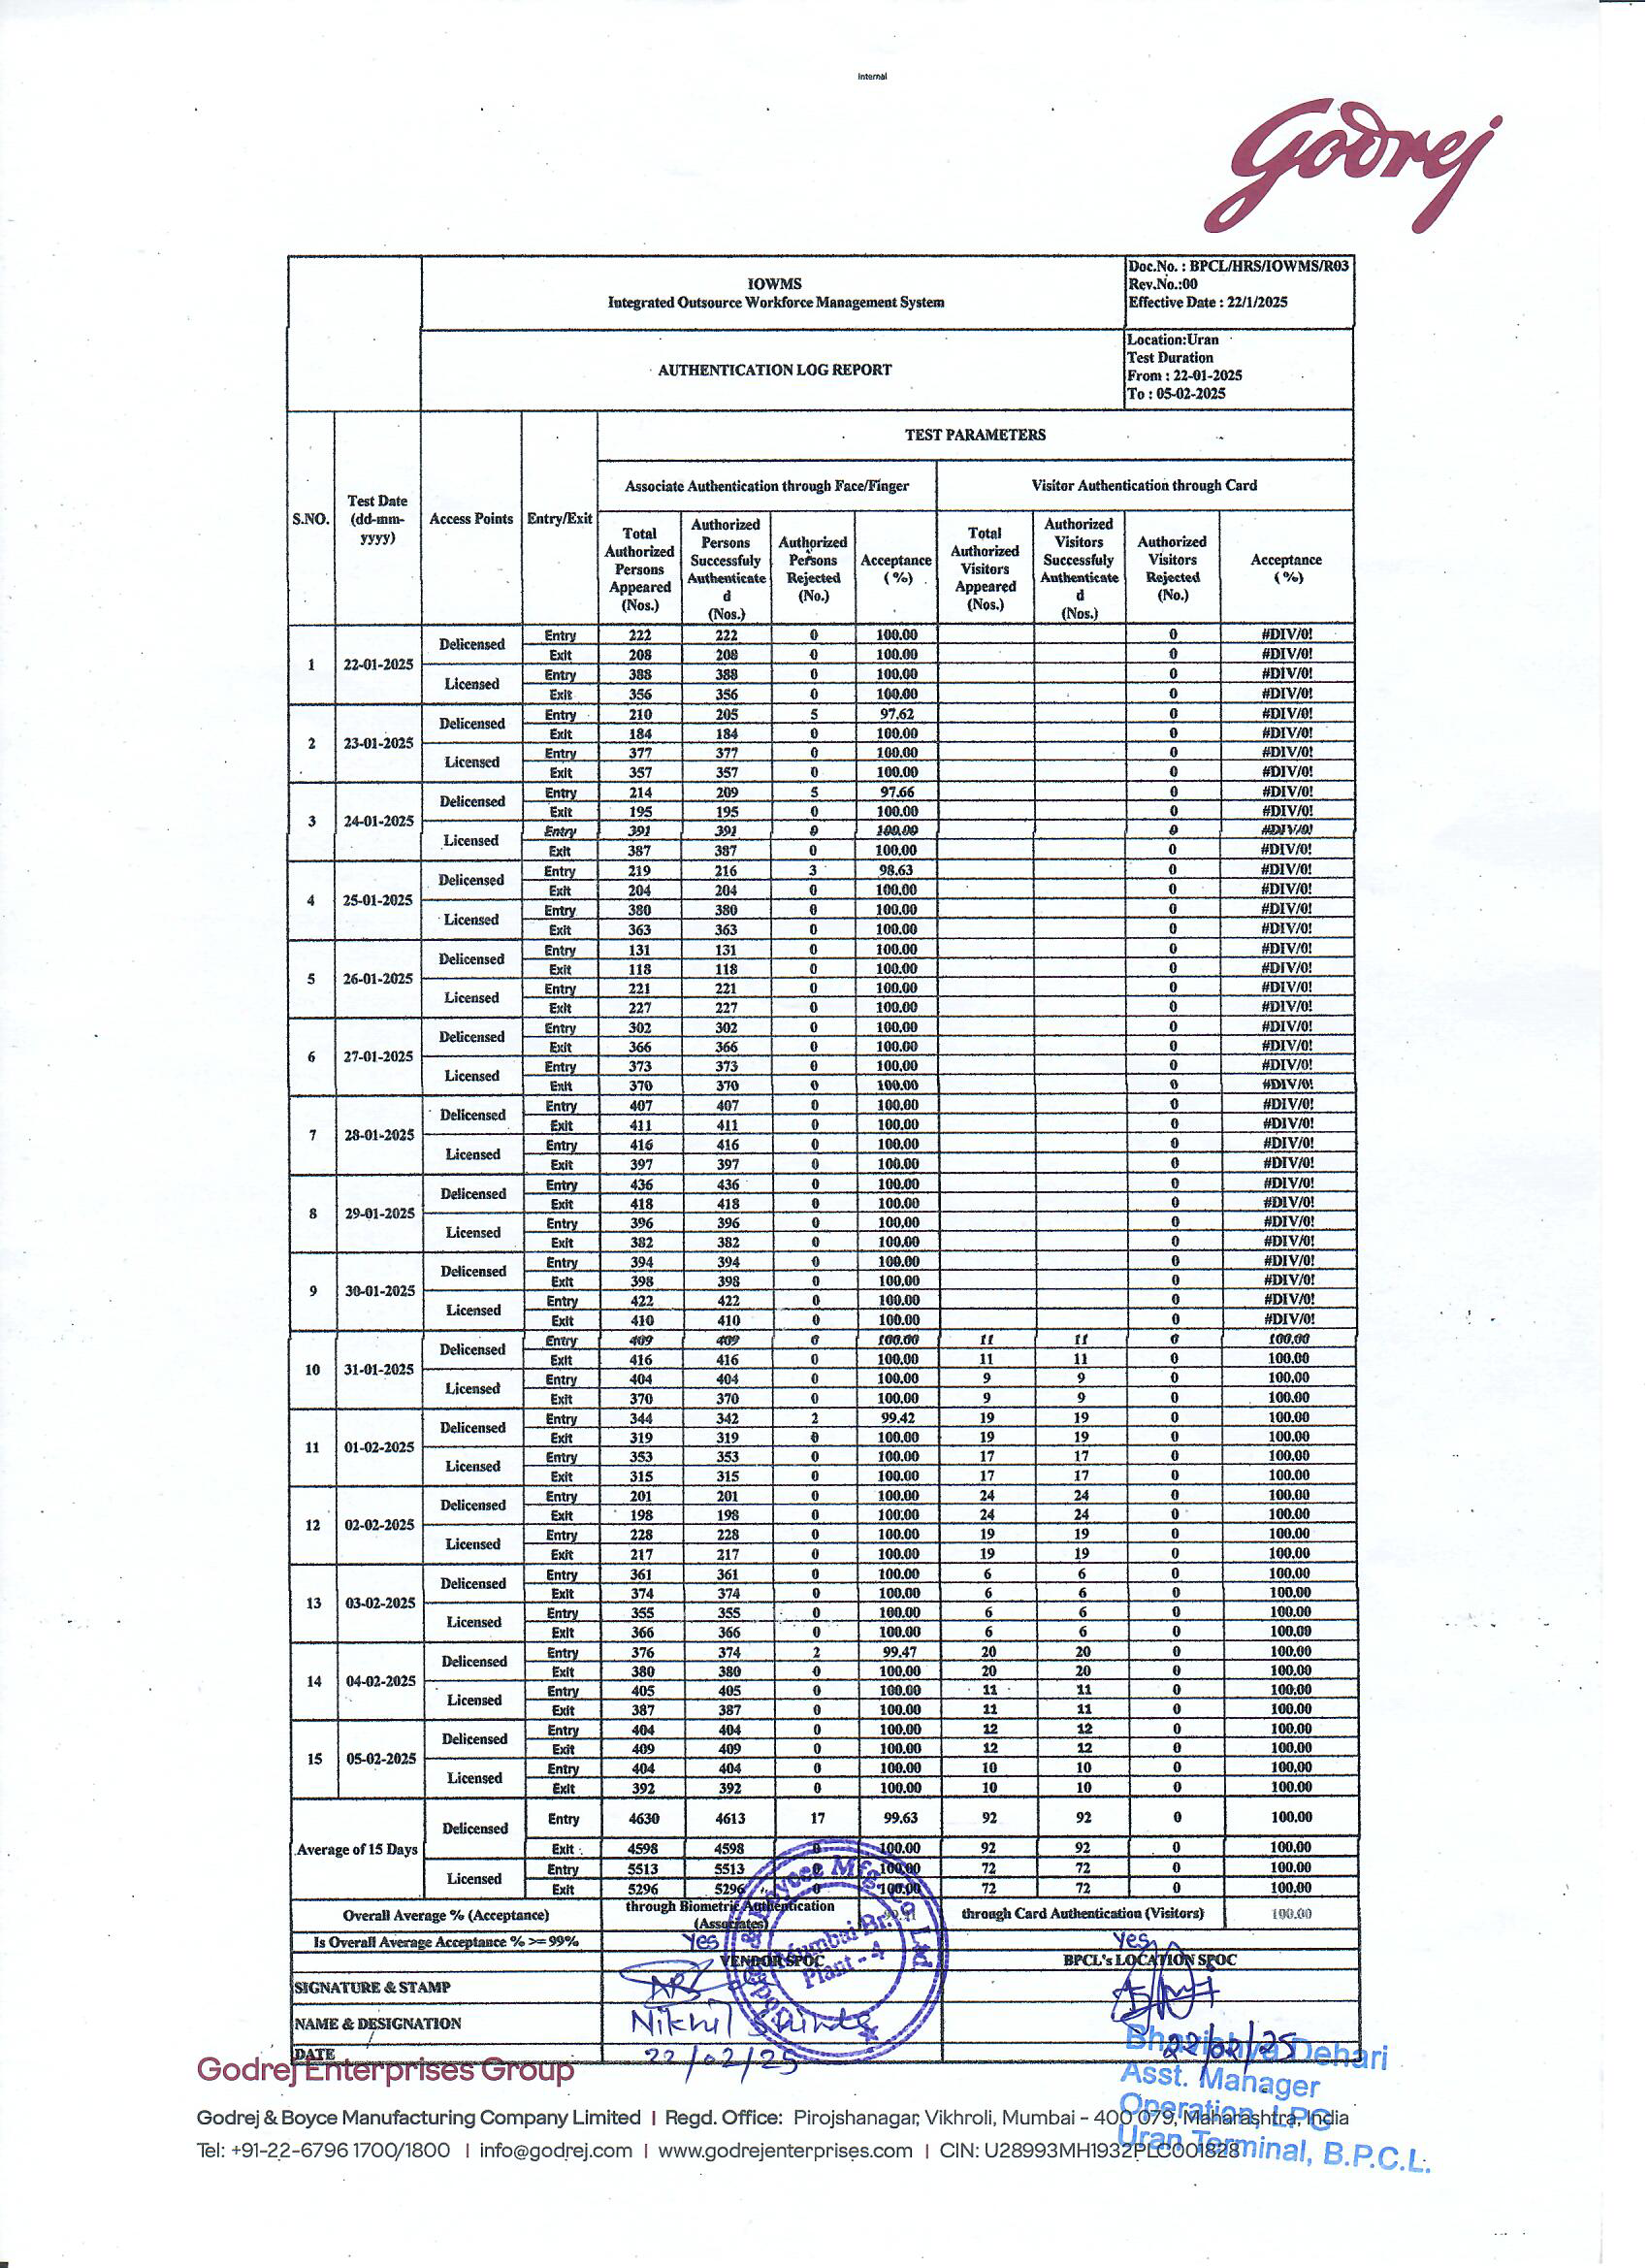 Internal
Godrej
IOWMS
Integrated Outsource Workforce Management System
Doc.No. : BPCL/HRS/IOWMS/R03
Rev.No.:00
Effective Date : 22/1/2025
AUTHENTICATION LOG REPORT
Location:Uran
Test Duration
From : 22-01-2025
To : 05-02-2025
S.NO.
Test Date
(dd-mm-
yyyy)
Access Points
Entry/Exit
TEST PARAMETERS
Associate Authentication through Face/Finger
Visitor Authentication through Card
Total
Authorized
Persons
Appeared
(Nos.)
Authorized
Persons
Successfuly
Authenticate
d
(Nos.)
Authorized
Persons
Rejected
(No.)
Acceptance
( %)
Total
Authorized
Visitors
Appeared
(Nos.)
Authorized
Visitors
Successfuly
Authenticate
d
(Nos.)
Authorized
Visitors
Rejected
(No.)
Acceptance
( %)
1 22-01-2025 Delicensed Entry 222 222 0 100.00 0 #DIV/0!
Exit 208 208 0 100.00 0 #DIV/0!
Licensed Entry 388 388 0 100.00 0 #DIV/0!
Exit 356 356 0 100.00 0 #DIV/0!
2 23-01-2025 Delicensed Entry 210 205 5 97.62 0 #DIV/0!
Exit 184 184 0 100.00 0 #DIV/0!
Licensed Entry 377 377 0 100.00 0 #DIV/0!
Exit 357 357 0 100.00 0 #DIV/0!
3 24-01-2025 Delicensed Entry 214 209 5 97.66 0 #DIV/0!
Exit 195 195 0 100.00 0 #DIV/0!
Licensed Entry 391 391 0 100.00 0 #DIV/0!
Exit 387 387 0 100.00 0 #DIV/0!
4 25-01-2025 Delicensed Entry 219 216 3 98.63 0 #DIV/0!
Exit 204 204 0 100.00 0 #DIV/0!
Licensed Entry 380 380 0 100.00 0 #DIV/0!
Exit 363 363 0 100.00 0 #DIV/0!
5 26-01-2025 Delicensed Entry 131 131 0 100.00 0 #DIV/0!
Exit 118 118 0 100.00 0 #DIV/0!
Licensed Entry 221 221 0 100.00 0 #DIV/0!
Exit 227 227 0 100.00 0 #DIV/0!
6 27-01-2025 Delicensed Entry 302 302 0 100.00 0 #DIV/0!
Exit 366 366 0 100.00 0 #DIV/0!
Licensed Entry 373 373 0 100.00 0 #DIV/0!
Exit 370 370 0 100.00 0 #DIV/0!
7 28-01-2025 Delicensed Entry 407 407 0 100.00 0 #DIV/0!
Exit 411 411 0 100.00 0 #DIV/0!
Licensed Entry 416 416 0 100.00 0 #DIV/0!
Exit 397 397 0 100.00 0 #DIV/0!
8 29-01-2025 Delicensed Entry 436 436 0 100.00 0 #DIV/0!
Exit 418 418 0 100.00 0 #DIV/0!
Licensed Entry 396 396 0 100.00 0 #DIV/0!
Exit 382 382 0 100.00 0 #DIV/0!
9 30-01-2025 Delicensed Entry 394 394 0 100.00 0 #DIV/0!
Exit 398 398 0 100.00 0 #DIV/0!
Licensed Entry 422 422 0 100.00 0 #DIV/0!
Exit 410 410 0 100.00 0 #DIV/0!
10 31-01-2025 Delicensed Entry 409 409 0 100.00 11 11 0 100.00
Exit 416 416 0 100.00 11 11 0 100.00
Licensed Entry 404 404 0 100.00 9 9 0 100.00
Exit 370 370 0 100.00 9 9 0 100.00
11 01-02-2025 Delicensed Entry 344 342 2 99.42 19 19 0 100.00
Exit 319 319 0 100.00 19 19 0 100.00
Licensed Entry 353 353 0 100.00 17 17 0 100.00
Exit 315 315 0 100.00 17 17 0 100.00
12 02-02-2025 Delicensed Entry 201 201 0 100.00 24 24 0 100.00
Exit 198 198 0 100.00 24 24 0 100.00
Licensed Entry 228 228 0 100.00 19 19 0 100.00
Exit 217 217 0 100.00 19 19 0 100.00
13 03-02-2025 Delicensed Entry 361 361 0 100.00 6 6 0 100.00
Exit 374 374 0 100.00 6 6 0 100.00
Licensed Entry 355 355 0 100.00 6 6 0 100.00
Exit 366 366 0 100.00 6 6 0 100.00
14 04-02-2025 Delicensed Entry 376 374 2 99.47 20 20 0 100.00
Exit 380 380 0 100.00 20 20 0 100.00
Licensed Entry 405 405 0 100.00 11 11 0 100.00
Exit 387 387 0 100.00 11 11 0 100.00
15 05-02-2025 Delicensed Entry 404 404 0 100.00 12 12 0 100.00
Exit 409 409 0 100.00 12 12 0 100.00
Licensed Entry 404 404 0 100.00 10 10 0 100.00
Exit 392 392 0 100.00 10 10 0 100.00
Average of 15 Days Delicensed Entry 4630 4613 17 99.63 92 92 0 100.00
Exit 4598 4598 0 100.00 92 92 0 100.00
Licensed Entry 5513 5513 0 100.00 72 72 0 100.00
Exit 5296 5296 0 100.00 72 72 0 100.00
Overall Average % (Acceptance) through Biometric Authentication (Associates) through Card Authentication (Visitors) 100.00
Is Overall Average Acceptance % >= 99% Yes Yes
VENDOR SPOC BPCL's LOCATION SPOC
SIGNATURE & STAMP
NAME & DESIGNATION Nikhil Shinde
DATE 22/02/25 22/02/25
Godrej & Boyce Mfg. Co. Ltd.
Mumbai Br.
Plant - 4
Dehari
Asst. Manager
Operation, LPG
Uran Terminal, B.P.C.L.
Godrej Enterprises Group
Godrej & Boyce Manufacturing Company Limited | Regd. Office: Pirojshanagar, Vikhroli, Mumbai - 400 079, Maharashtra, India
Tel: +91-22-6796 1700/1800 | info@godrej.com | www.godrejenterprises.com | CIN: U28993MH1932PLC001828